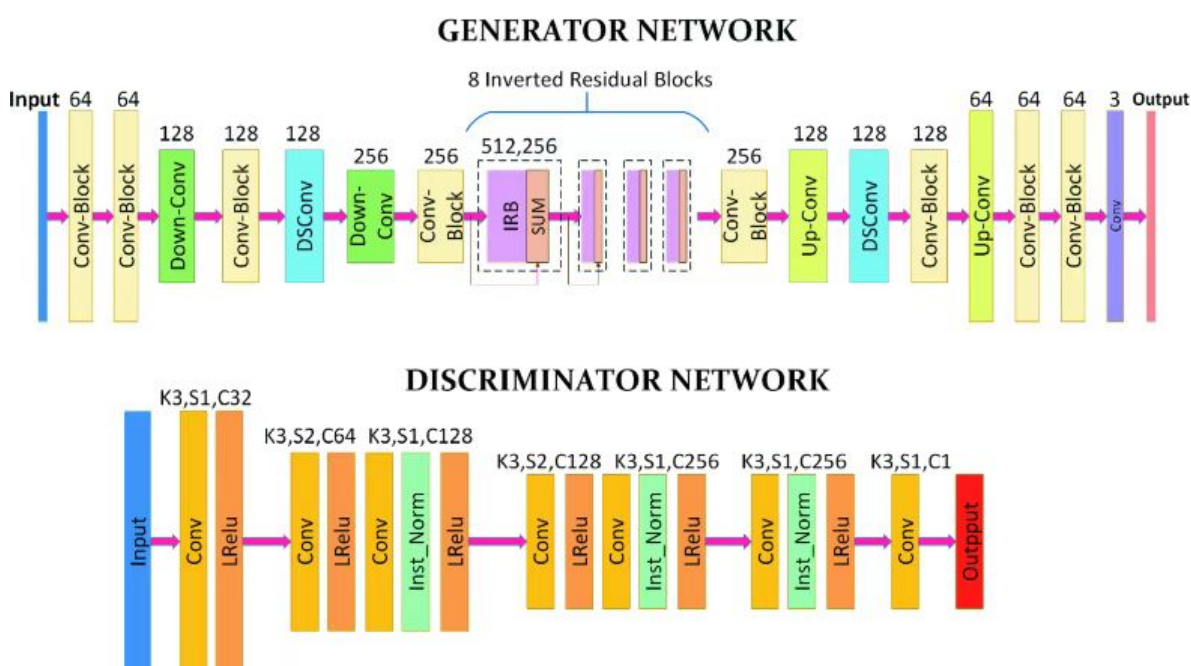 GENERATOR NETWORK
8 Inverted Residual Blocks
Input 64 64 128 128 128 256 256 512,256 256 128 128 128 64 64 64 3 Output
Conv-Block
Conv-Block
Down-Conv
Conv-Block
DSConv
Down-
Conv
Conv-
Block
IRB
SUM
Conv-
Block
Up-Conv
DSConv
Conv-Block
Up-Conv
Conv-Block
Conv-Block
Conv
DISCRIMINATOR NETWORK
K3,S1,C32
K3,S2,C64 K3,S1,C128
K3,S2,C128 K3,S1,C256 K3,S1,C256 K3,S1,C1
Input
Conv
LRelu
Conv
LRelu
Conv
Inst_Norm
LRelu
Conv
LRelu
Conv
Inst_Norm
LRelu
Conv
Inst_Norm
LRelu
Conv
Outpput